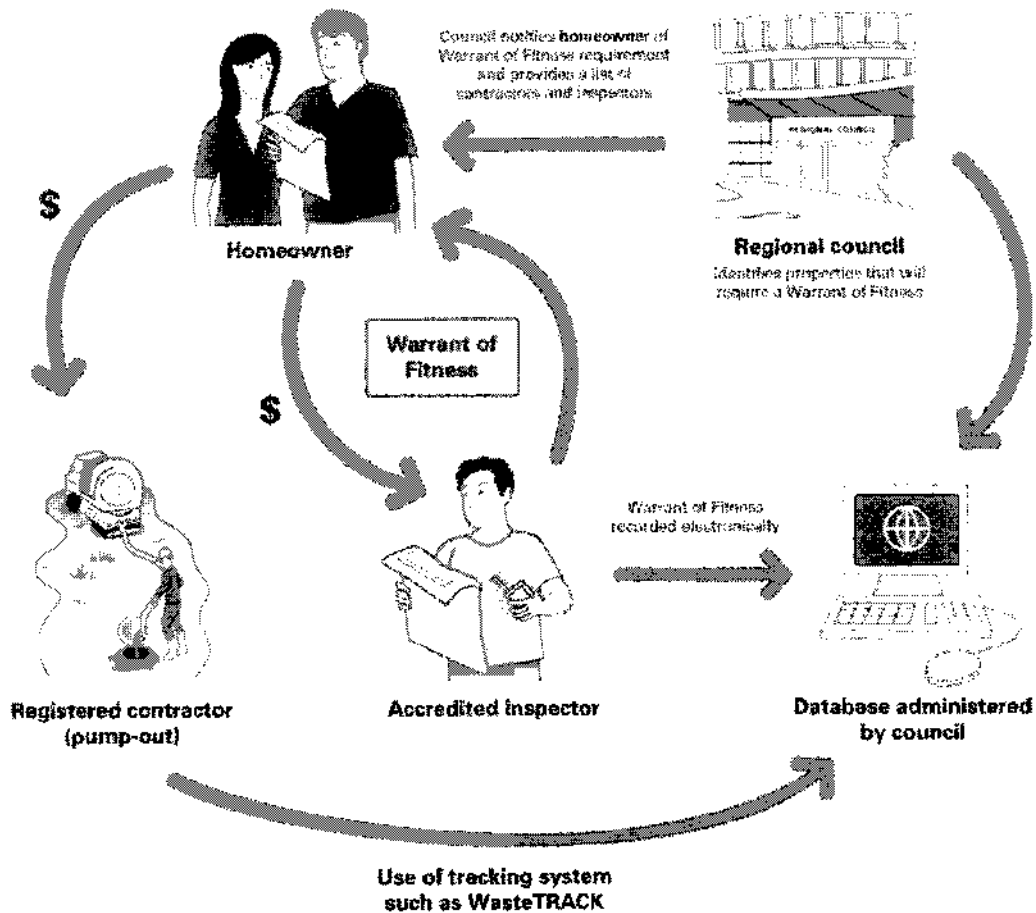 Council notifies homeowner of
Warrant of Fitness requirement
and provides a list of
contractors and inspectors
REGIONAL COUNCIL
$
Homeowner
Regional council
Identifies properties that will
require a Warrant of Fitness
Warrant of
Fitness
$
Warrant of Fitness
recorded electronically
Registered contractor
(pump-out)
Accredited inspector
Database administered
by council
Use of tracking system
such as WasteTRACK